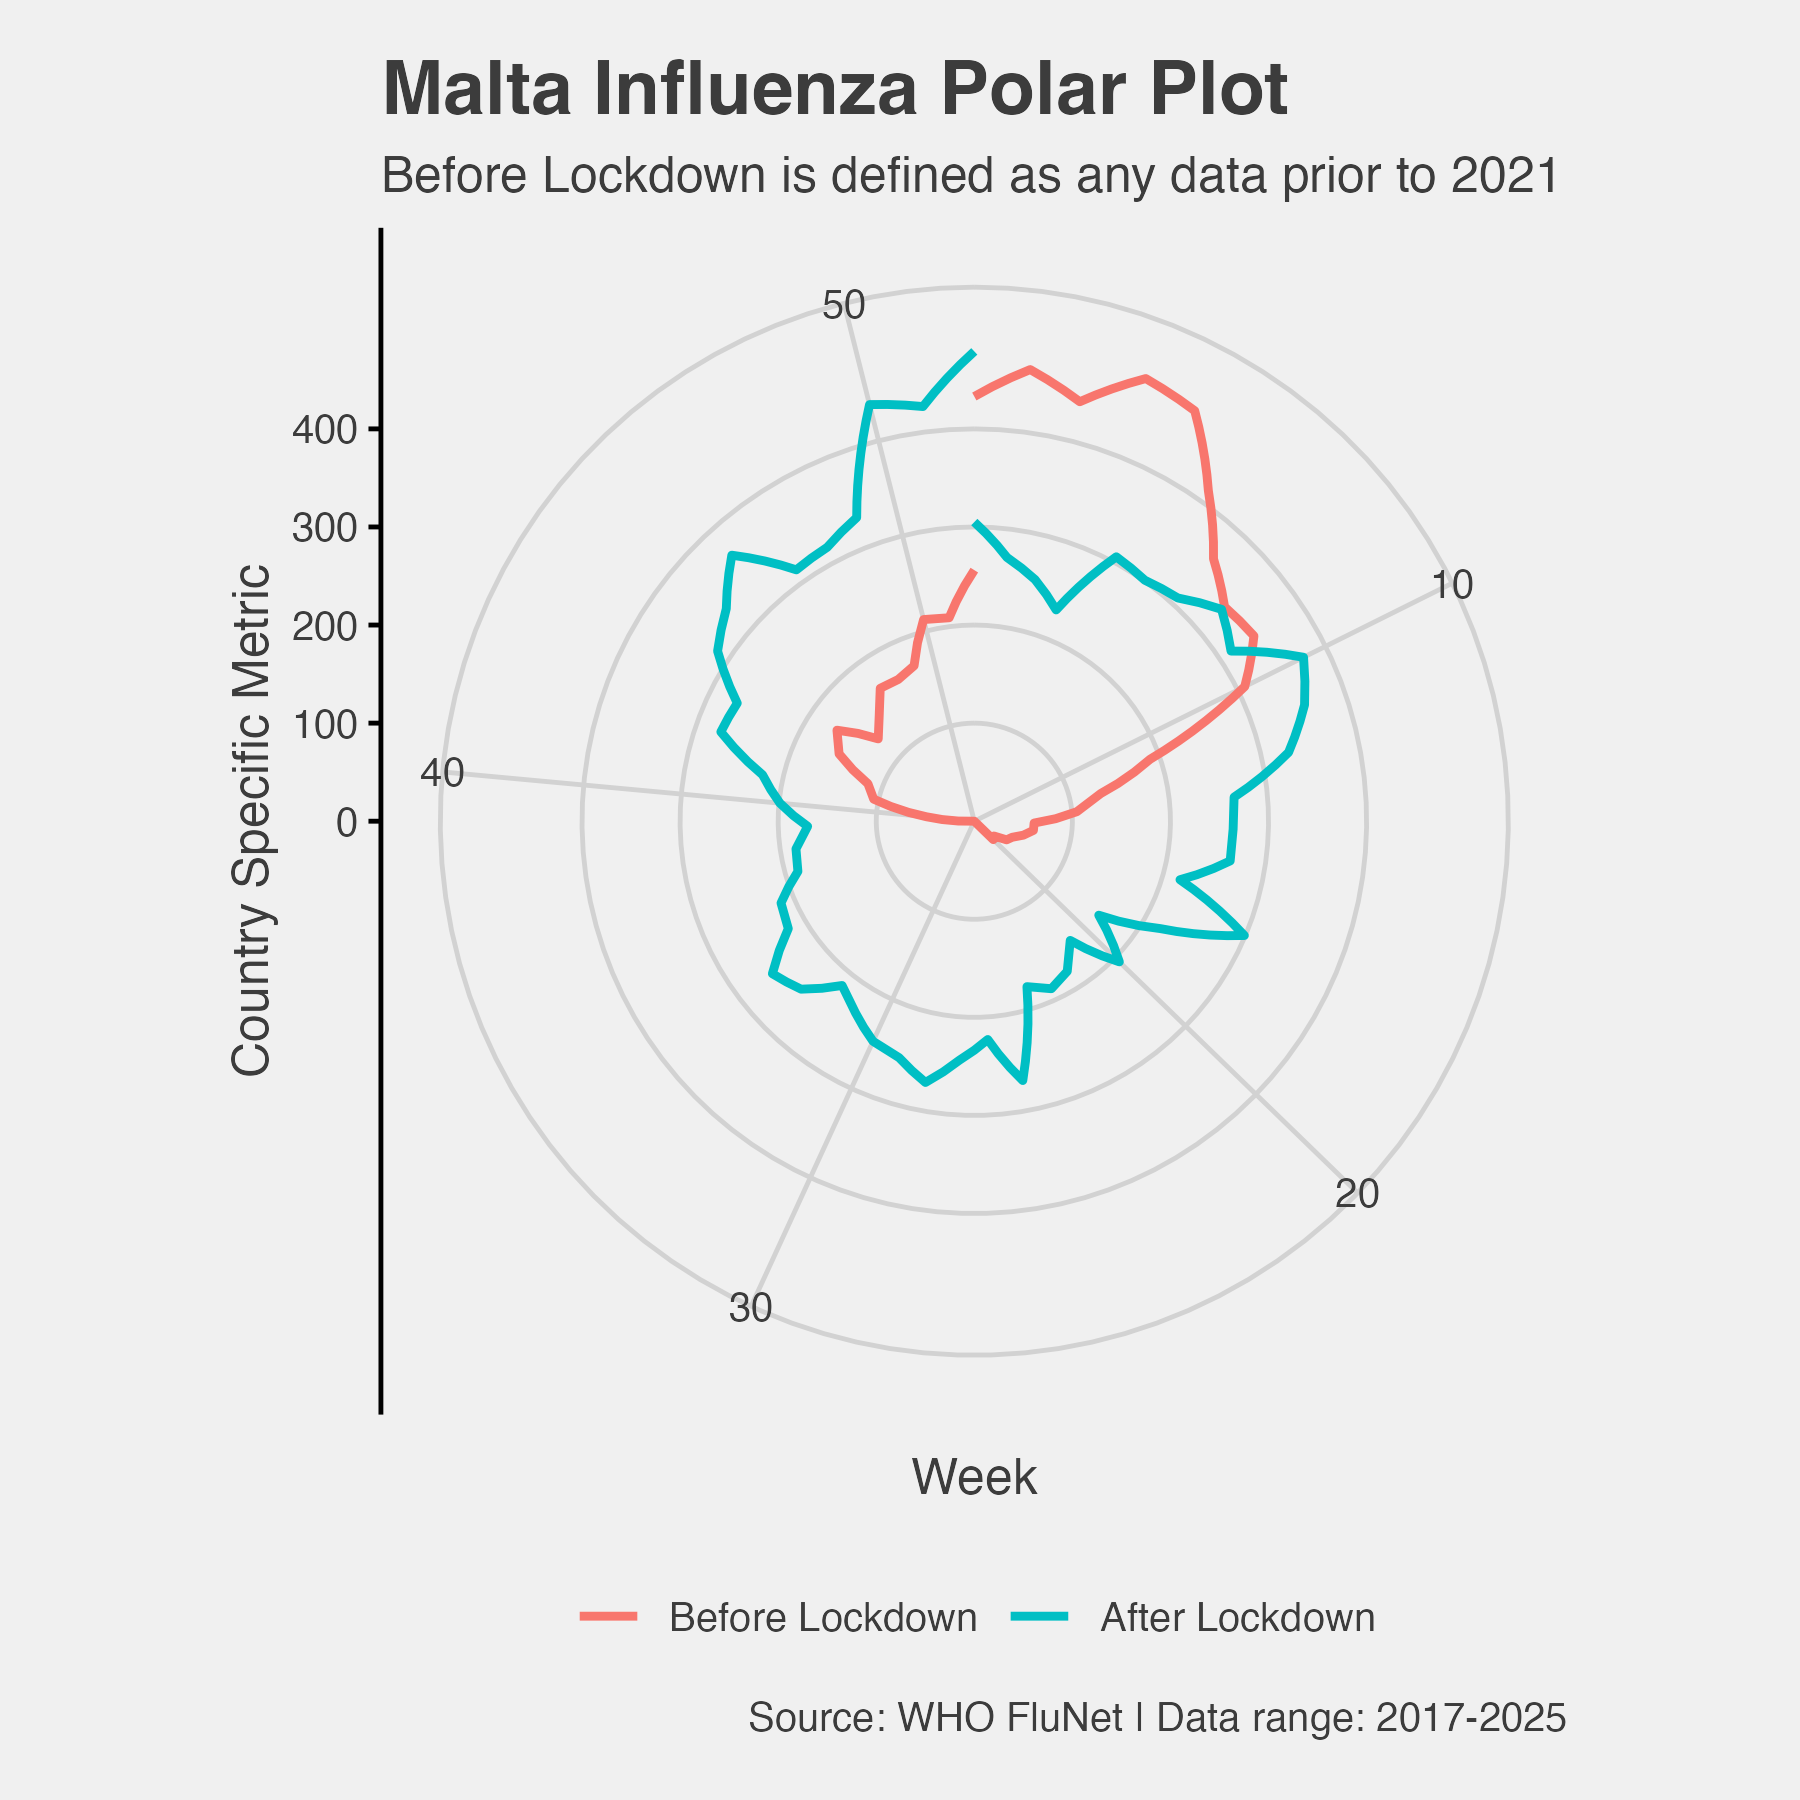 Malta Influenza Polar Plot
Before Lockdown is defined as any data prior to 2021
50
10
20
30
40
400
300
200
100
0
Country Specific Metric
Week
Before Lockdown After Lockdown
Source: WHO FluNet | Data range: 2017-2025